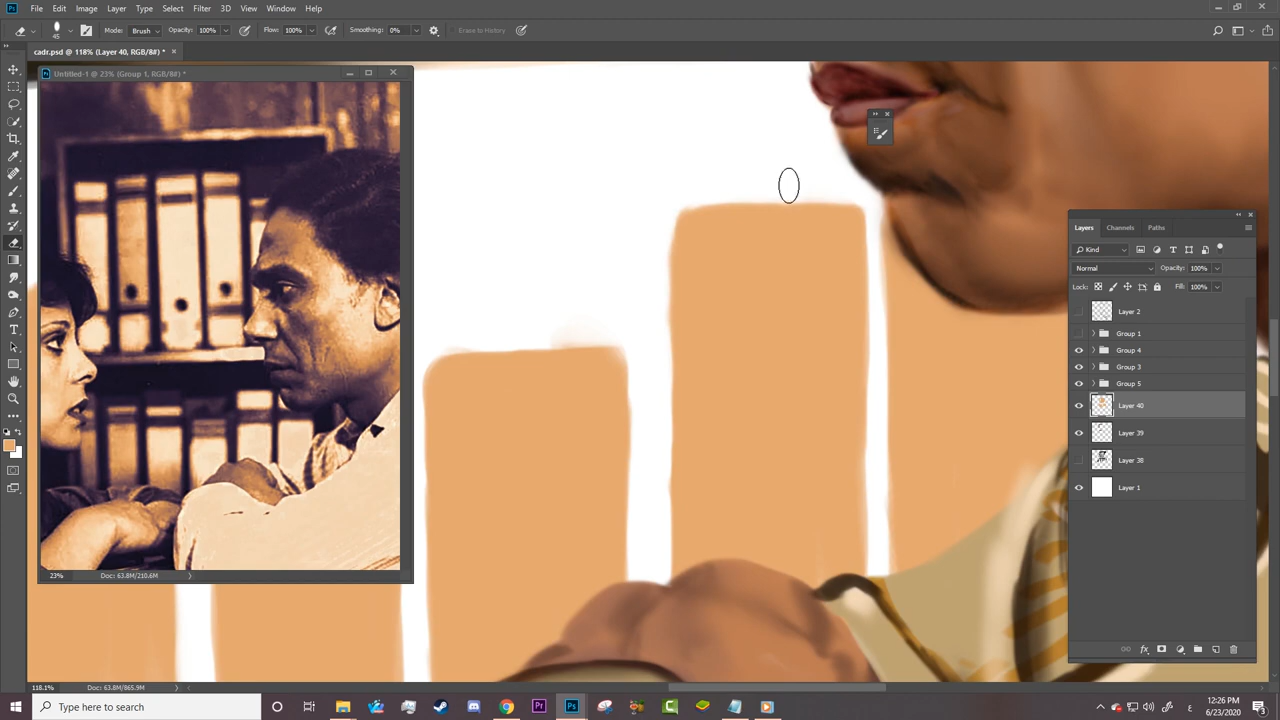 Ps File Edit Image Layer Type Select Filter 3D View Window Help
45 Mode: Brush Opacity: 100% Flow: 100% Smoothing: 0% Erase to History
cadr.psd @ 118% (Layer 40, RGB/8#) *
Untitled-1 @ 23% (Group 1, RGB/8#) *
Layers Channels Paths
Kind
Normal Opacity: 100%
Lock: Fill: 100%
Layer 2
Group 1
Group 4
Group 3
Group 5
Layer 40
Layer 39
Layer 38
Layer 1
23% Doc: 63.8M/210.6M
118.1% Doc: 63.8M/865.9M
Type here to search
Pr Ps
12:26 PM
6/23/2020